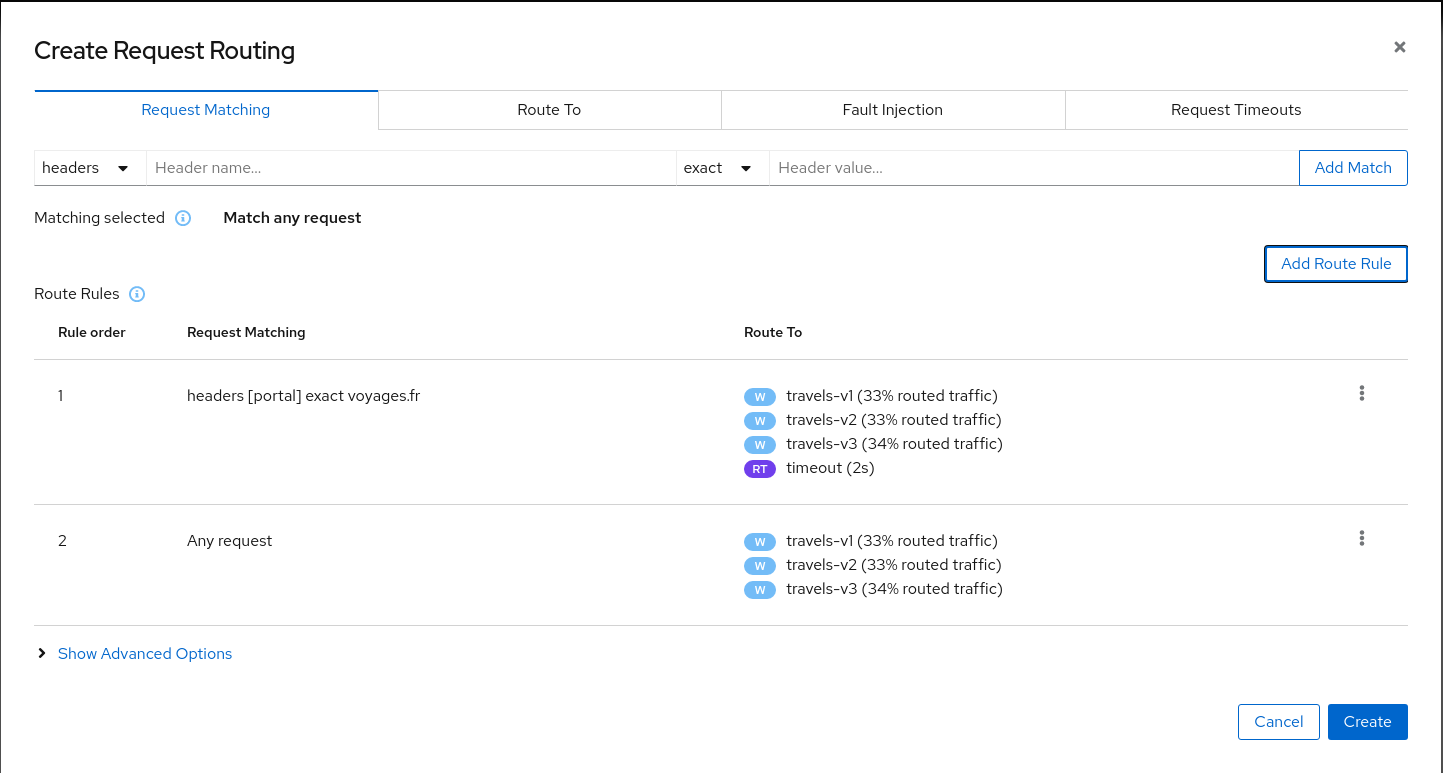 Create Request Routing
Request Matching Route To Fault Injection Request Timeouts
headers Header name... exact Header value... Add Match
Matching selected Match any request
Add Route Rule
Route Rules
Rule order Request Matching Route To
1 headers [portal] exact voyages.fr W travels-v1 (33% routed traffic)
W travels-v2 (33% routed traffic)
W travels-v3 (34% routed traffic)
RT timeout (2s)
2 Any request W travels-v1 (33% routed traffic)
W travels-v2 (33% routed traffic)
W travels-v3 (34% routed traffic)
Show Advanced Options
Cancel Create